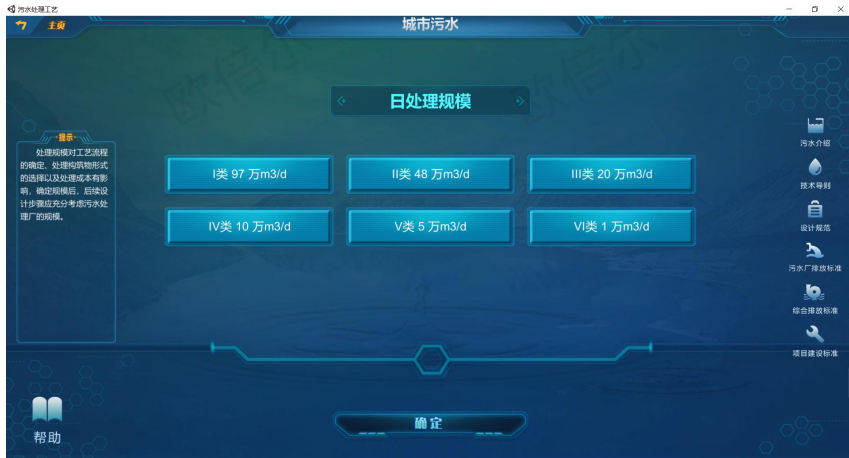 污水处理工艺
主页
城市污水
日处理规模
提示
处理规模对工艺流程
的确定、处理构筑物形式
的选择以及处理成本有影
响，确定规模后，后续设
计步骤应充分考虑污水处
理厂的规模。
I类 97 万m3/d
II类 48 万m3/d
III类 20 万m3/d
IV类 10 万m3/d
V类 5 万m3/d
VI类 1 万m3/d
污水介绍
技术导则
设计规范
污水厂排放标准
综合排放标准
项目建设标准
确定
帮助
欧倍尔
欧倍尔